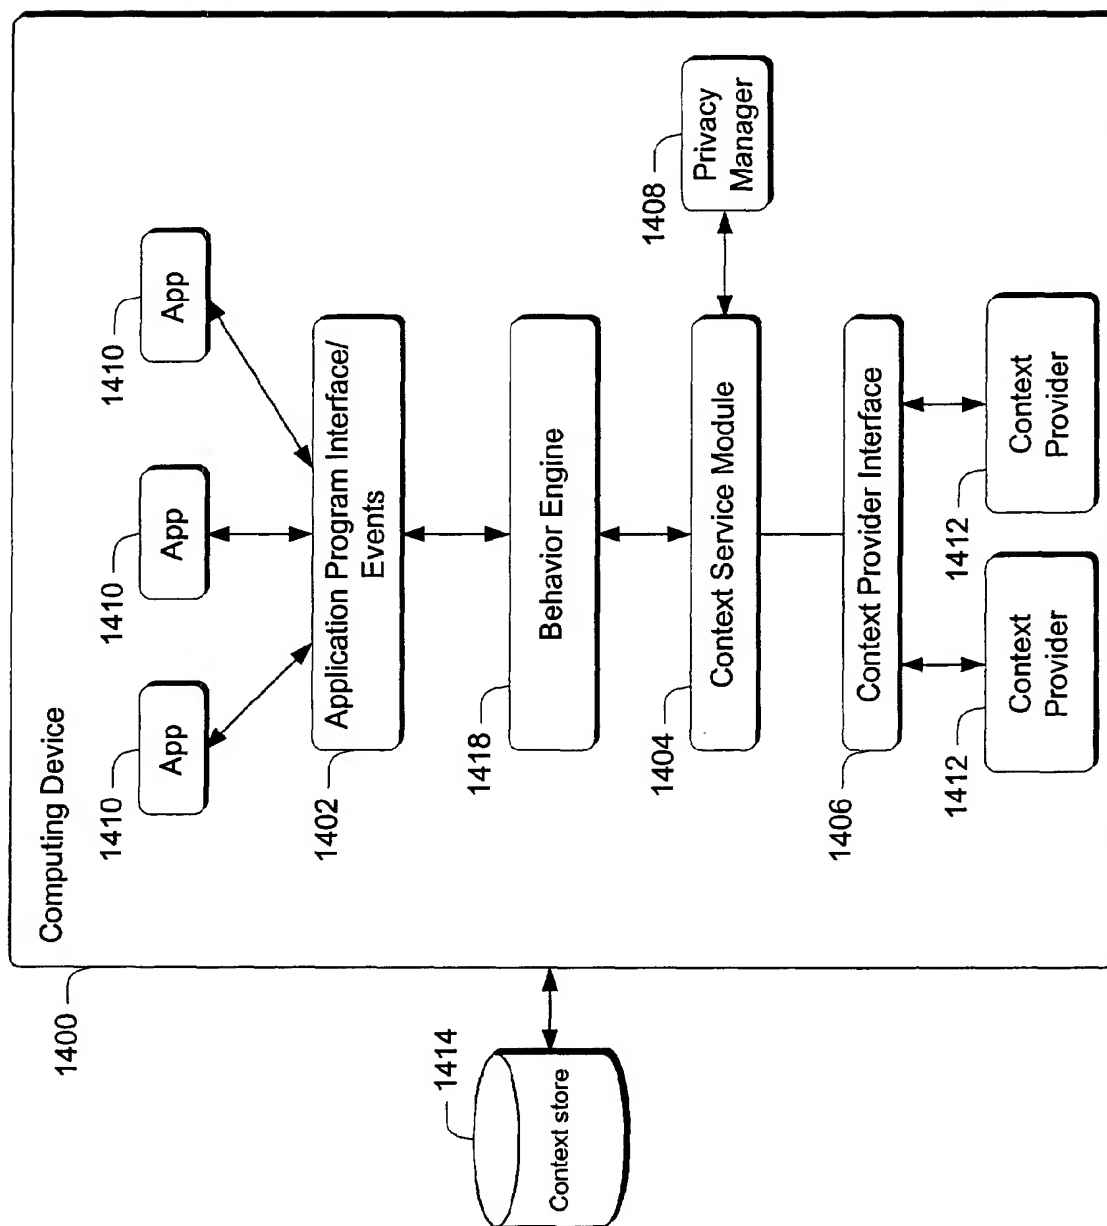 Computing Device
1400
1410
App
1410
App
1410
App
1402
Application Program Interface/
Events
1414
Context store
1418
Behavior Engine
1404
Context Service Module
1408
Privacy
Manager
1406
Context Provider Interface
1412
Context
Provider
1412
Context
Provider